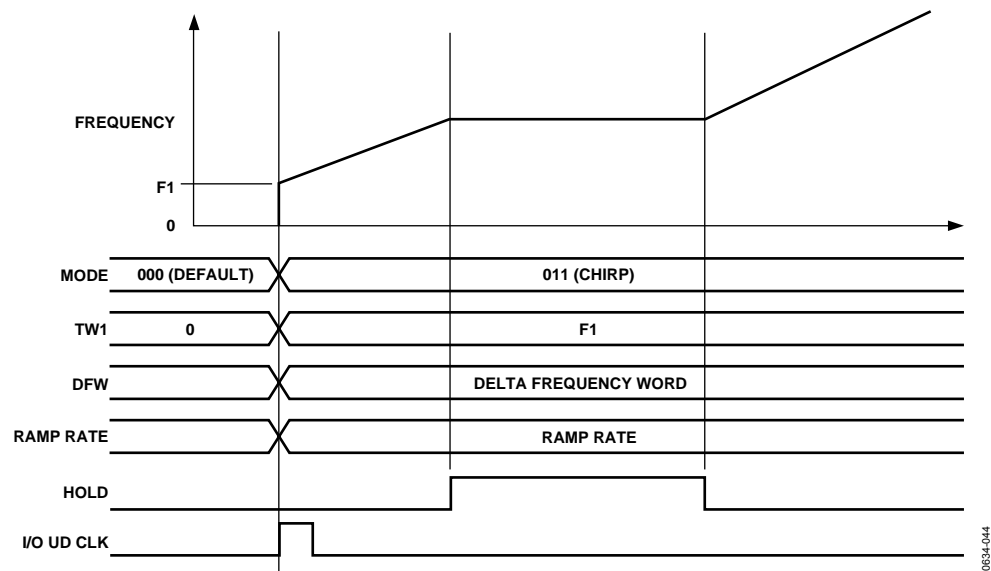 FREQUENCY
F1
0
MODE 000 (DEFAULT) 011 (CHIRP)
TW1 0 F1
DFW DELTA FREQUENCY WORD
RAMP RATE RAMP RATE
HOLD
I/O UD CLK
0634-044